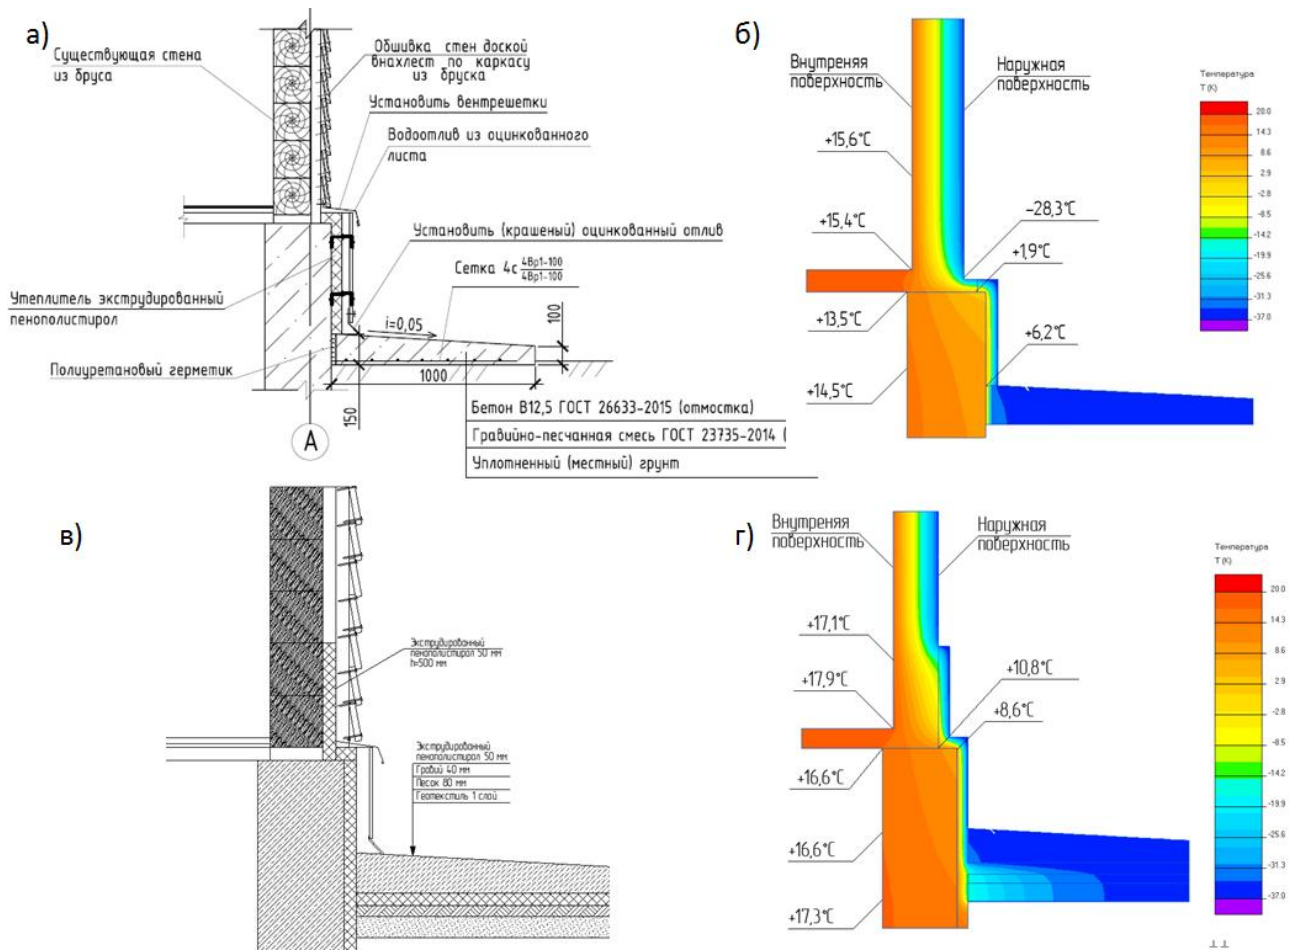 а)
Существующая стена
из бруса
Обшивка стен доской
внахлест по каркасу
из бруска
Установить вентрешетки
Водоотлив из оцинкованного
листа
Установить (крашеный) оцинкованный отлив
Сетка 4с 4Вр1-100
4Вр1-100
Утеплитель экструдированный
пенополистирол
i=0,05
100
Полиуретановый герметик
1000
150
А
Бетон В12,5 ГОСТ 26633-2015 (отмостка)
Гравийно-песчанная смесь ГОСТ 23735-2014 (
Уплотненный (местный) грунт
б)
Внутреняя
поверхность
Наружная
поверхность
+15,6°С
+15,4°С
-28,3°С
+1,9°С
+13,5°С
+6,2°С
+14,5°С
Температура
Т (К)
20.0
14.3
8.6
2.9
-2.8
-8.5
-14.2
-19.9
-25.6
-31.3
-37.0
в)
Экструдированный
пенополистирал 50 мм
h=500 мм
Экструдированный
пенополистирал 50 мм
Гравий 40 мм
Песок 80 мм
Геотекстиль 1 слой
г)
Внутреняя
поверхность
Наружная
поверхность
+17,1°С
+17,9°С
+10,8°С
+8,6°С
+16,6°С
+16,6°С
+17,3°С
Температура
Т (К)
20.0
14.3
8.6
2.9
-2.8
-8.5
-14.2
-19.9
-25.6
-31.3
-37.0